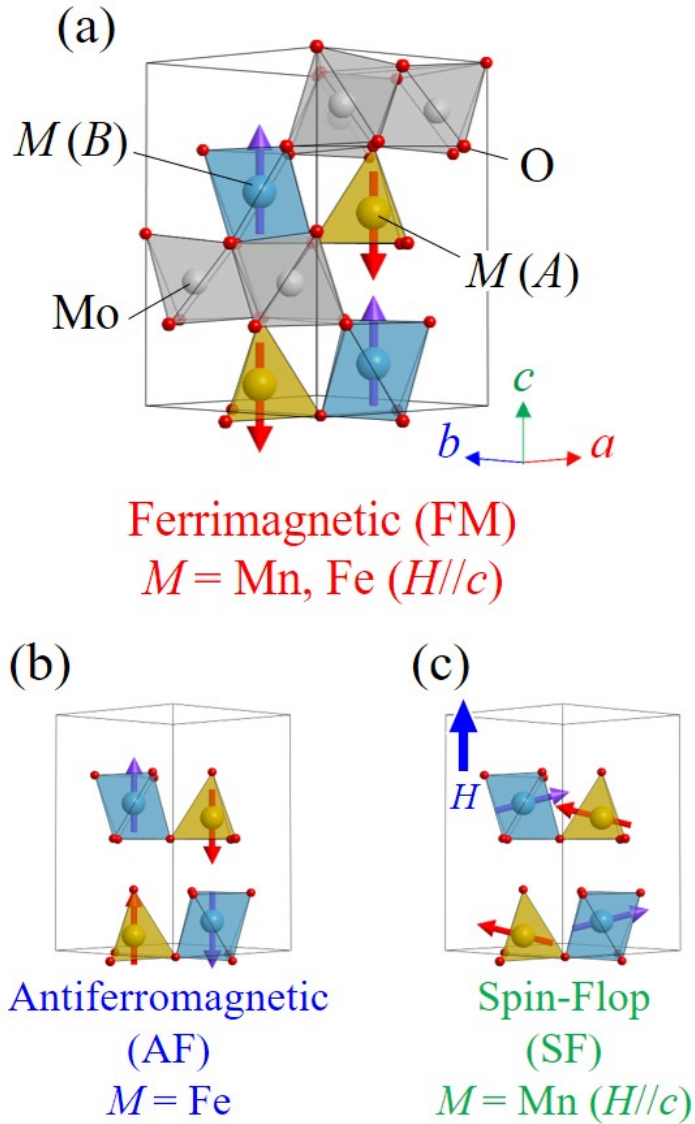 (a)
M(B)
O
M(A)
Mo
c
b
a
Ferrimagnetic (FM)
M = Mn, Fe (H//c)
(b)
(c)
H
Antiferromagnetic
(AF)
M = Fe
Spin-Flop
(SF)
M = Mn (H//c)